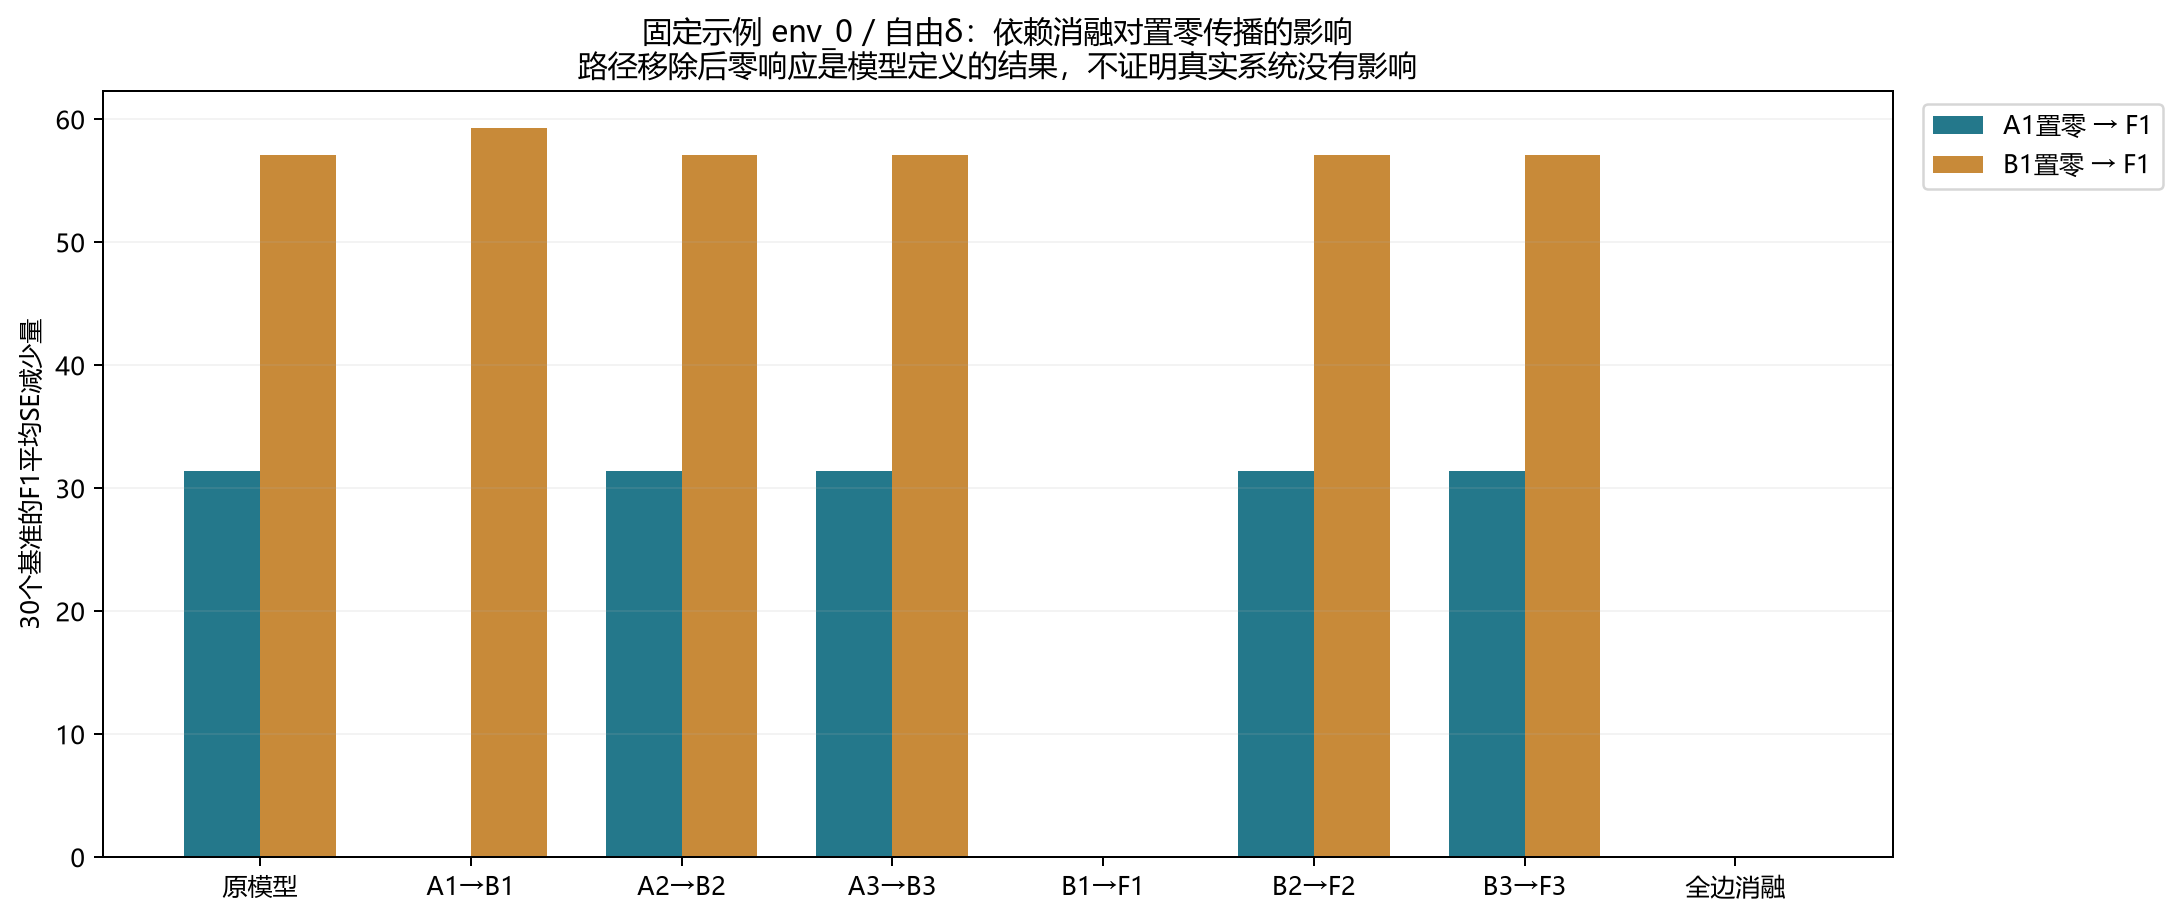 固定示例 env_0 / 自由δ：依赖消融对置零传播的影响
路径移除后零响应是模型定义的结果，不证明真实系统没有影响
30个基准的F1平均SE减少量
60
50
40
30
20
10
0
原模型
A1→B1
A2→B2
A3→B3
B1→F1
B2→F2
B3→F3
全边消融
A1置零 → F1
B1置零 → F1